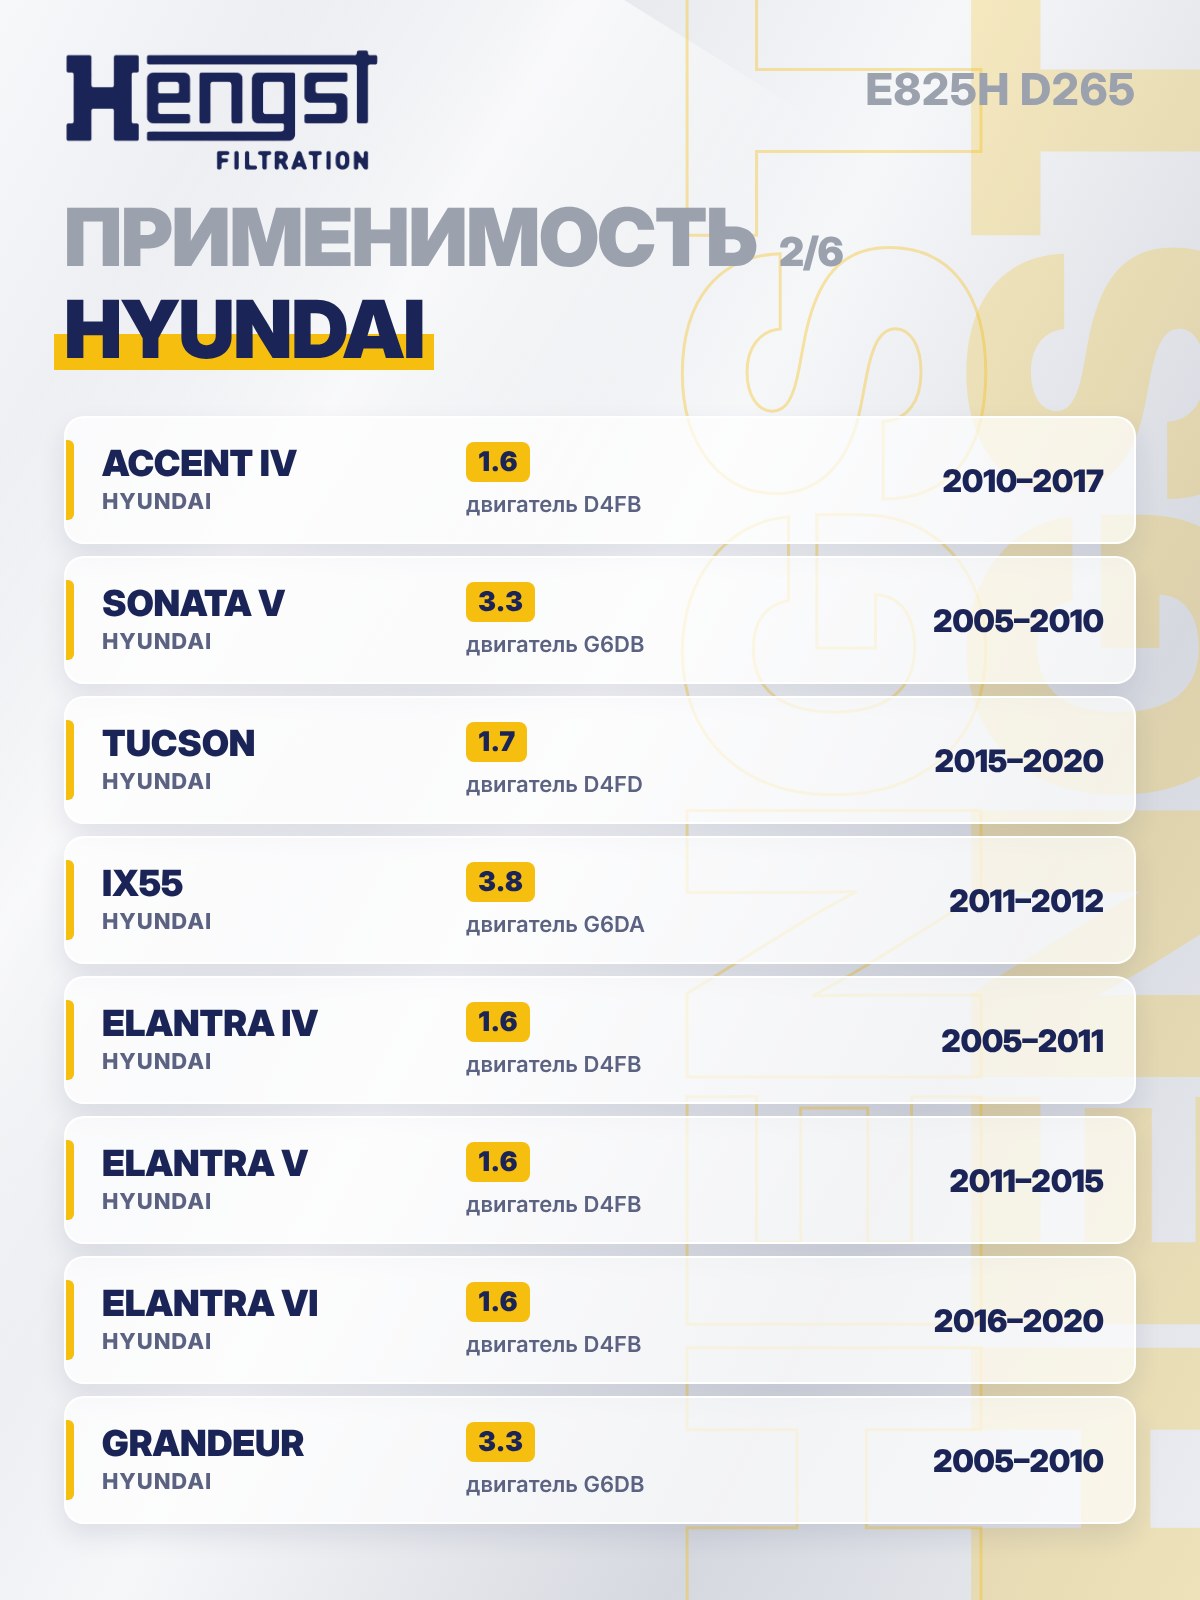 Hengst
FILTRATION
E825H D265
ПРИМЕНИМОСТЬ 2/6
HYUNDAI
ACCENT IV
HYUNDAI
1.6
двигатель D4FB
2010–2017
SONATA V
HYUNDAI
3.3
двигатель G6DB
2005–2010
TUCSON
HYUNDAI
1.7
двигатель D4FD
2015–2020
IX55
HYUNDAI
3.8
двигатель G6DA
2011–2012
ELANTRA IV
HYUNDAI
1.6
двигатель D4FB
2005–2011
ELANTRA V
HYUNDAI
1.6
двигатель D4FB
2011–2015
ELANTRA VI
HYUNDAI
1.6
двигатель D4FB
2016–2020
GRANDEUR
HYUNDAI
3.3
двигатель G6DB
2005–2010
HENGST
HENGST